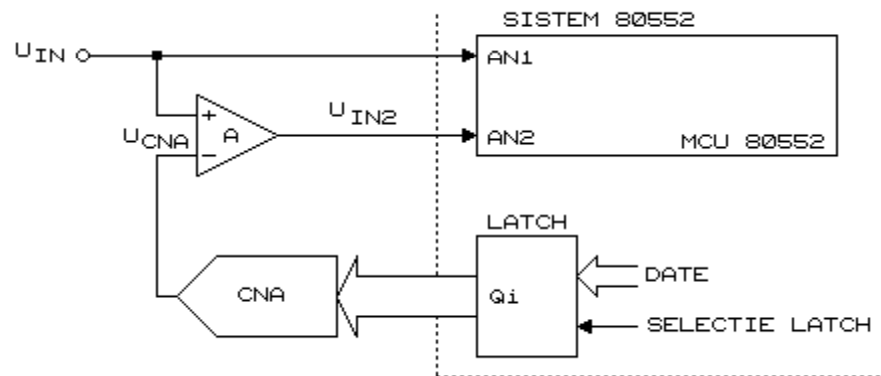 SISTEM 80552
UIN
AN1
+
UIN2
UCNA
A
-
AN2
MCU 80552
LATCH
DATE
CNA
Qi
SELECTIE LATCH